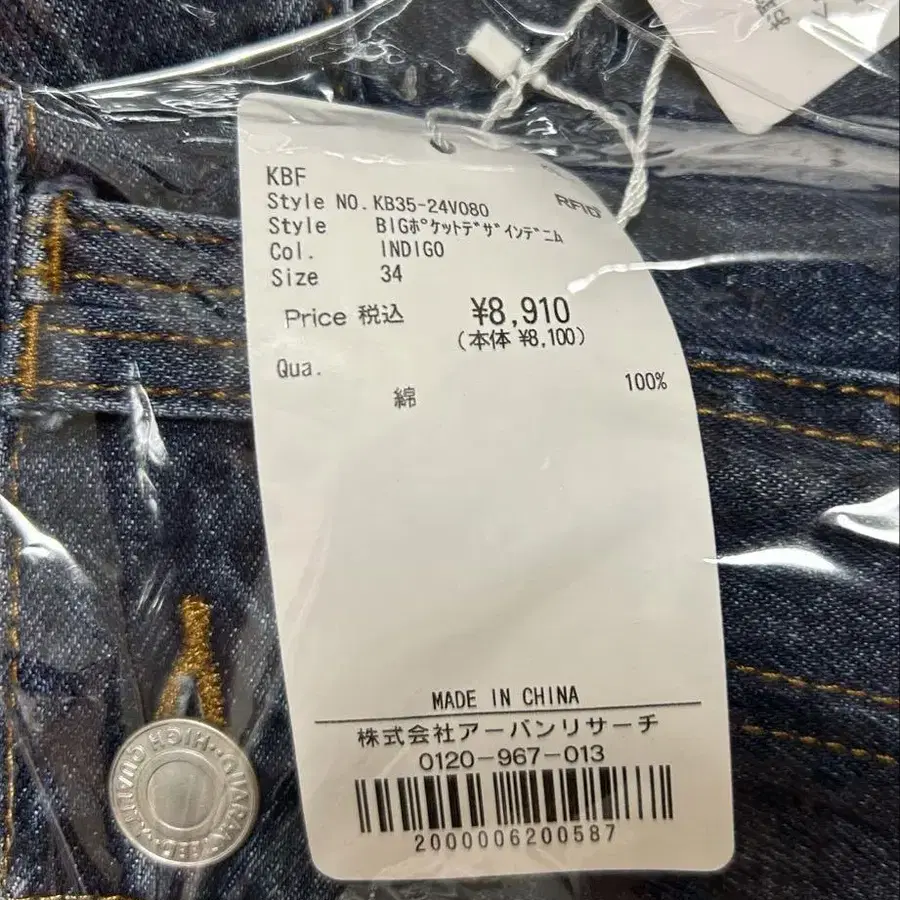 KBF
Style NO. KB35-24V080
RFID
Style BIGﾎﾟｹｯﾄﾃﾞｻﾞｲﾝﾃﾞﾆﾑ
Col. INDIGO
Size 34
Price 税込 ¥8,910
(本体 ¥8,100)
Qua.
綿 100%
MADE IN CHINA
株式会社アーバンリサーチ
0120-967-013
2000006200587
HIGH QUALITY